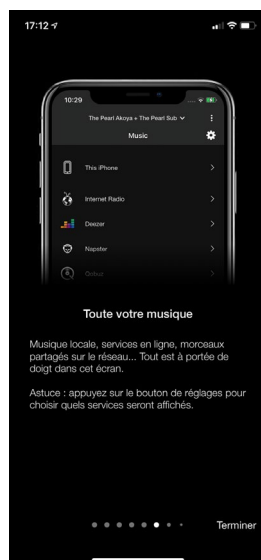 17:12
10:29
The Pearl Akoya + The Pearl Sub
Music
This iPhone
Internet Radio
Deezer
Napster
Qobuz
Toute votre musique
Musique locale, services en ligne, morceaux
partagés sur le réseau... Tout est à portée de
doigt dans cet écran.
Astuce : appuyez sur le bouton de réglages pour
choisir quels services seront affichés.
Terminer